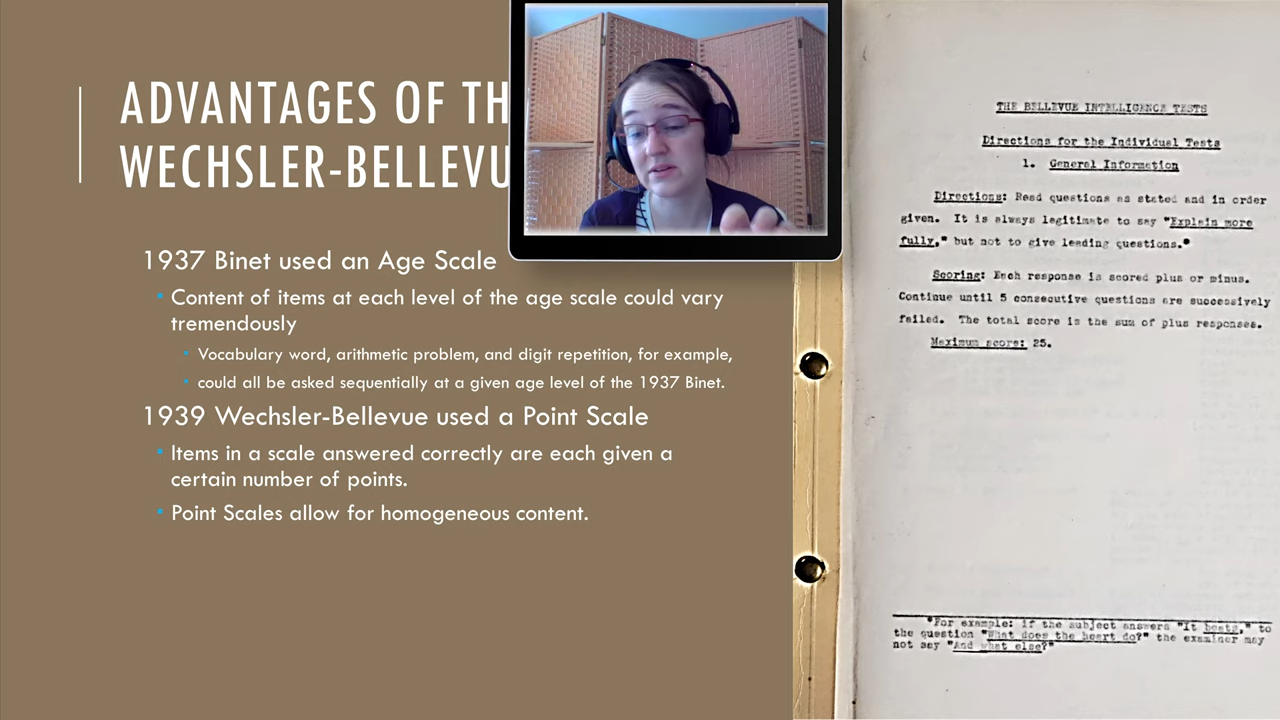 ADVANTAGES OF TH
WECHSLER-BELLEVU
1937 Binet used an Age Scale
Content of items at each level of the age scale could vary
tremendously
Vocabulary word, arithmetic problem, and digit repetition, for example,
could all be asked sequentially at a given age level of the 1937 Binet.
1939 Wechsler-Bellevue used a Point Scale
Items in a scale answered correctly are each given a
certain number of points.
Point Scales allow for homogeneous content.
THE BELLEVUE INTELLIGENCE TESTS
Directions for the Individual Tests
1. General Information
Directions: Read questions as stated and in order
given. It is always legitimate to say "Explain more
fully," but not to give leading questions.*
Scoring: Each response is scored plus or minus.
Continue until 5 consecutive questions are successively
failed. The total score is the sum of plus responses.
Maximum score: 25.
*For example: if the subject answers "It beats," to
the question "What does the heart do?" the examiner may
not say "And what else?"